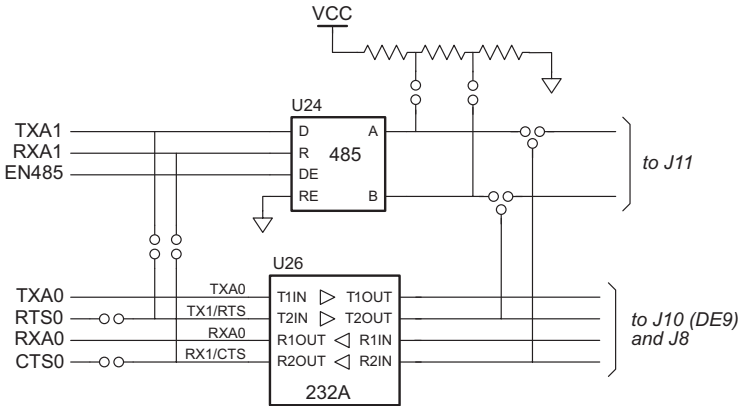 VCC
U24
TXA1
D
A
RXA1
R
485
EN485
DE
to J11
RE
B
U26
TXA0
TXA0
T1IN
T1OUT
RTS0
TX1/RTS
T2IN
T2OUT
to J10 (DE9)
RXA0
RXA0
R1OUT
R1IN
and J8
CTS0
RX1/CTS
R2OUT
R2IN
232A